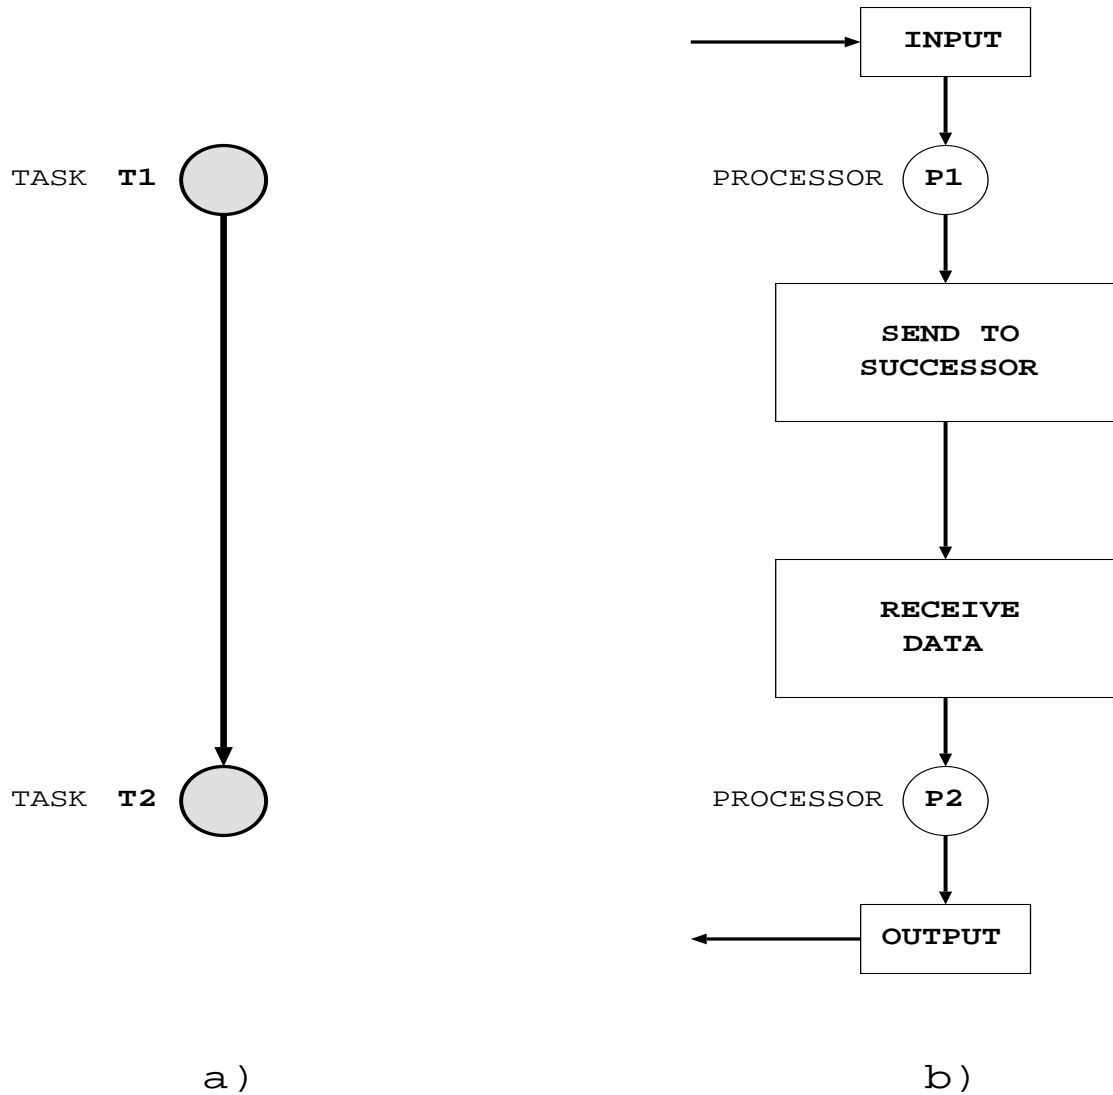 INPUT
TASK T1
PROCESSOR P1
SEND TO
SUCCESSOR
RECEIVE
DATA
TASK T2
PROCESSOR P2
OUTPUT
a)
b)